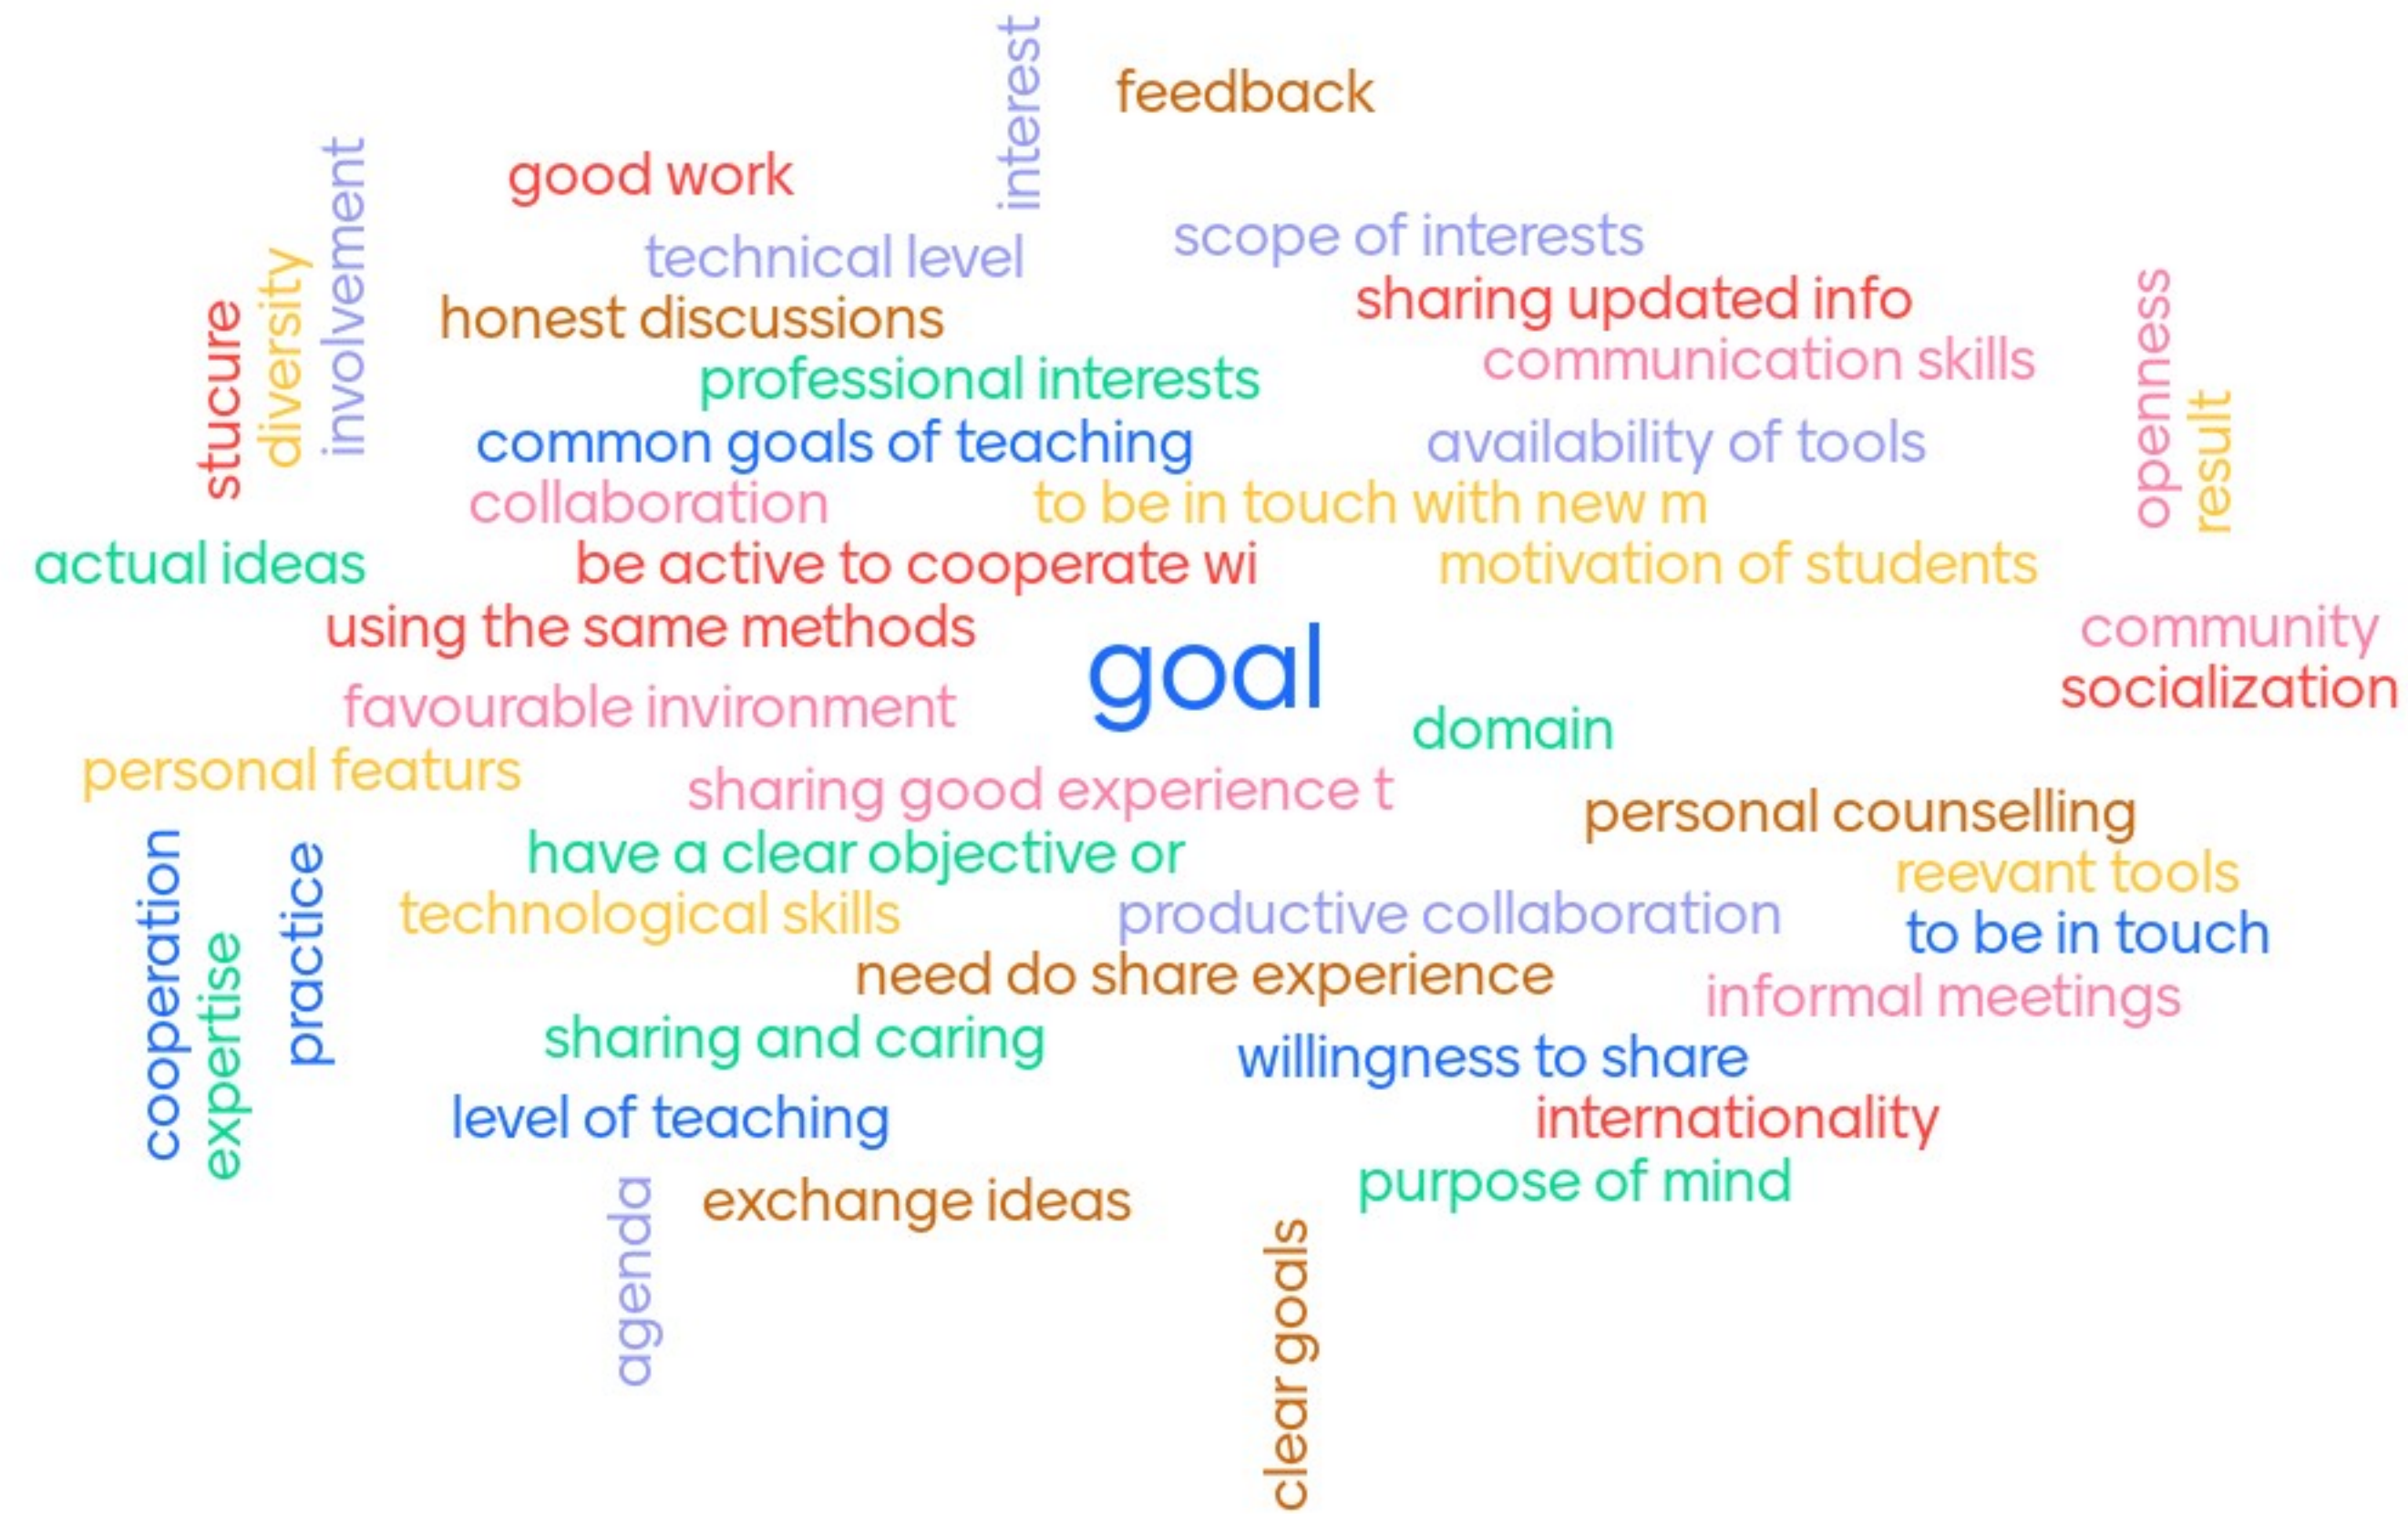 interest
feedback
good work
involvement
scope of interests
technical level
diversity
sharing updated info
openness
stucure
honest discussions
communication skills
professional interests
result
common goals of teaching
availability of tools
collaboration
to be in touch with new m
actual ideas
be active to cooperate wi
motivation of students
using the same methods
goal
community
socialization
favourable invironment
domain
personal featurs
sharing good experience t
personal counselling
cooperation
practice
have a clear objective or
reevant tools
expertise
technological skills
productive collaboration
to be in touch
need do share experience
informal meetings
sharing and caring
willingness to share
level of teaching
internationality
purpose of mind
agenda
exchange ideas
clear goals